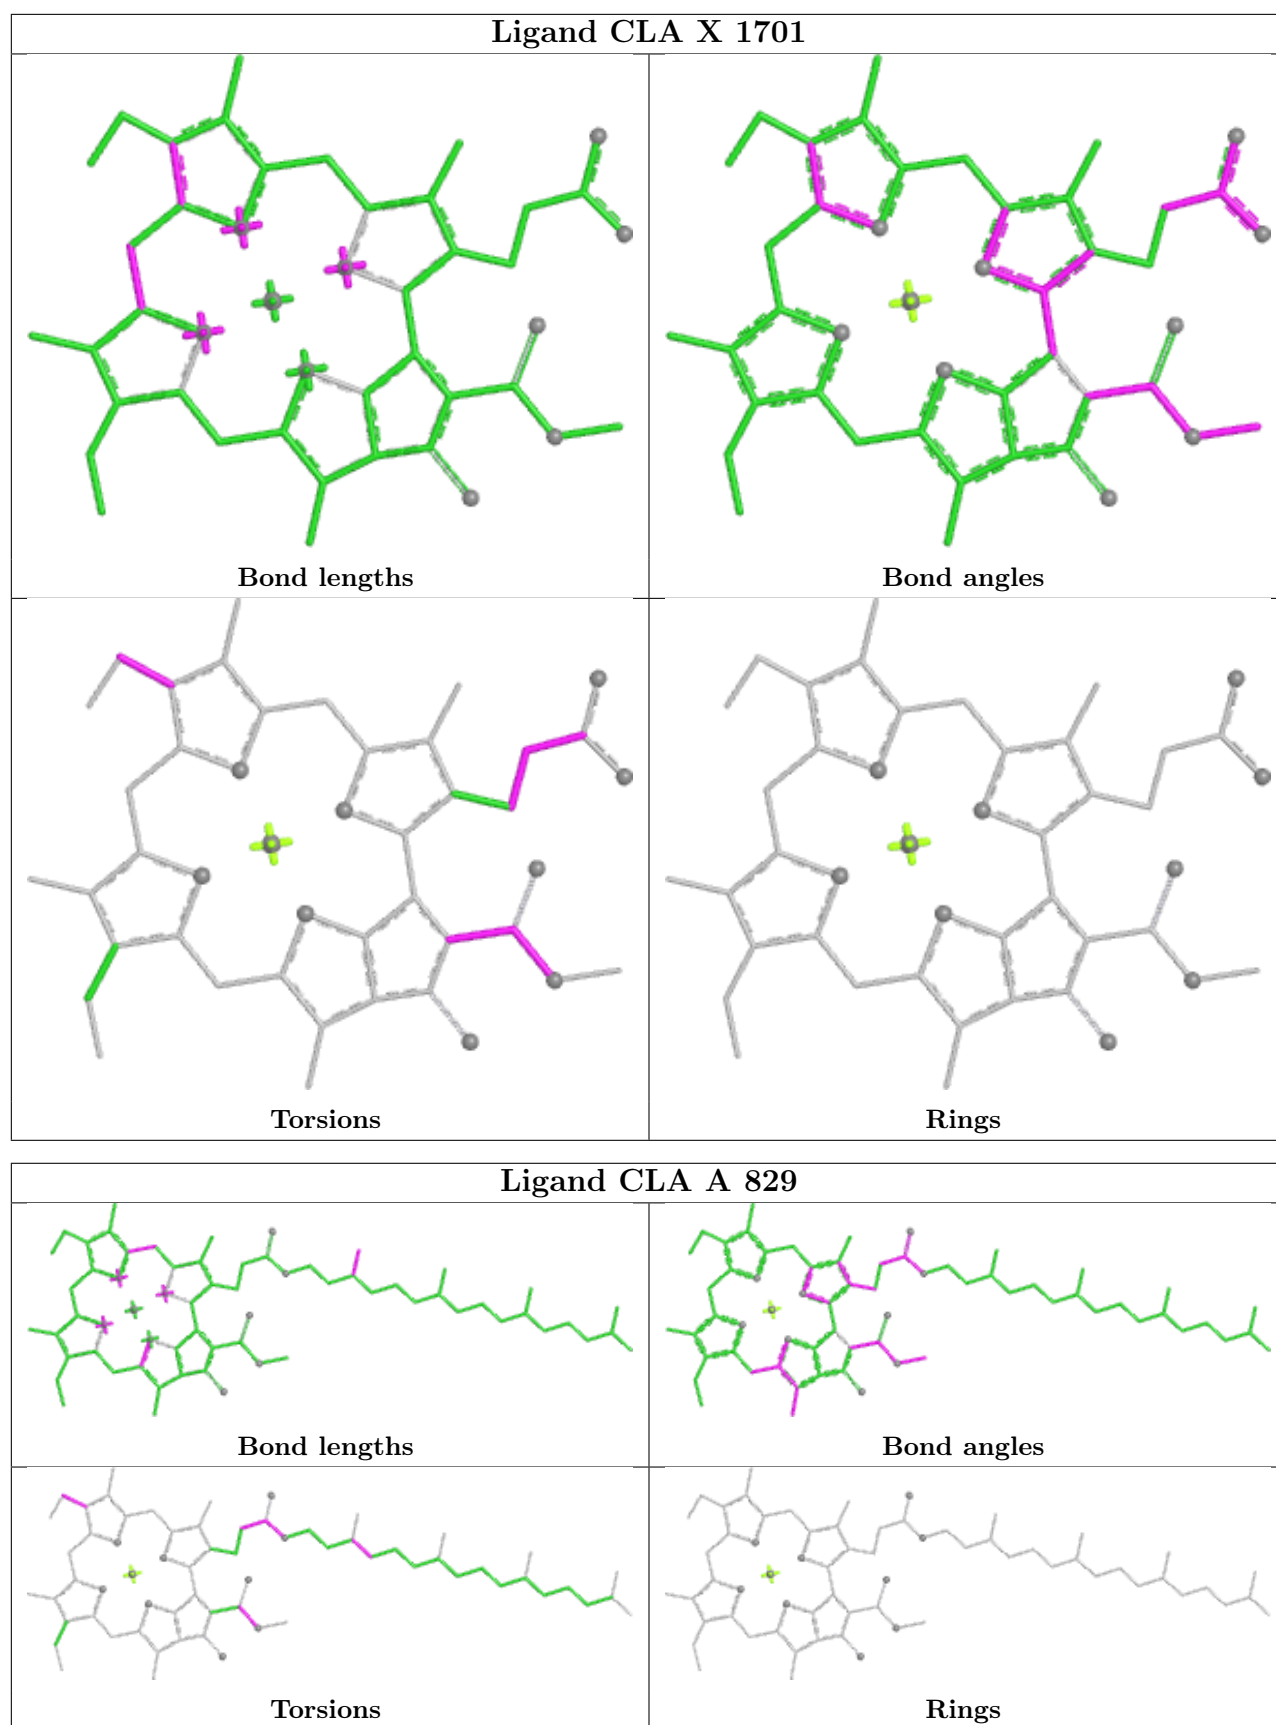 Ligand CLA X 1701
Bond lengths
Bond angles
Torsions
Rings
Ligand CLA A 829
Bond lengths
Bond angles
Torsions
Rings